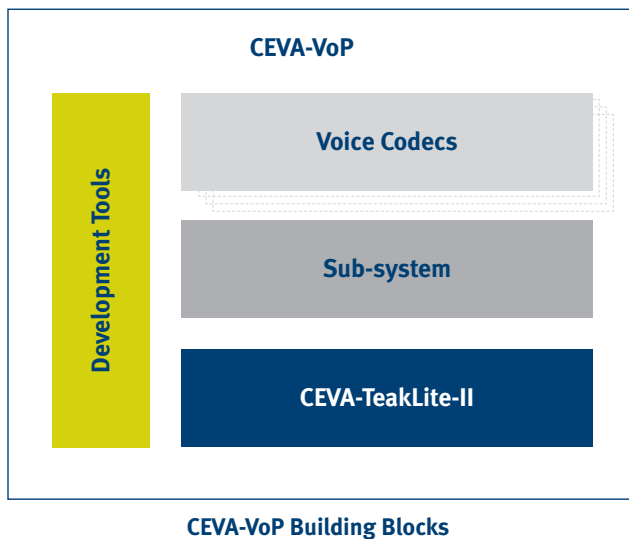 CEVA-VoP
Development Tools
Voice Codecs
Sub-system
CEVA-TeakLite-II
CEVA-VoP Building Blocks